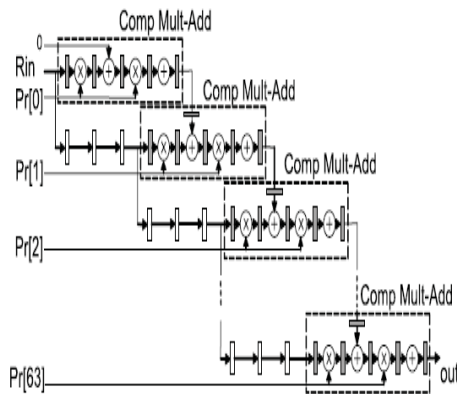 Comp Mult-Add
0
Rin
Pr[0]
Comp Mult-Add
Pr[1]
Comp Mult-Add
Pr[2]
Comp Mult-Add
Pr[63]
out